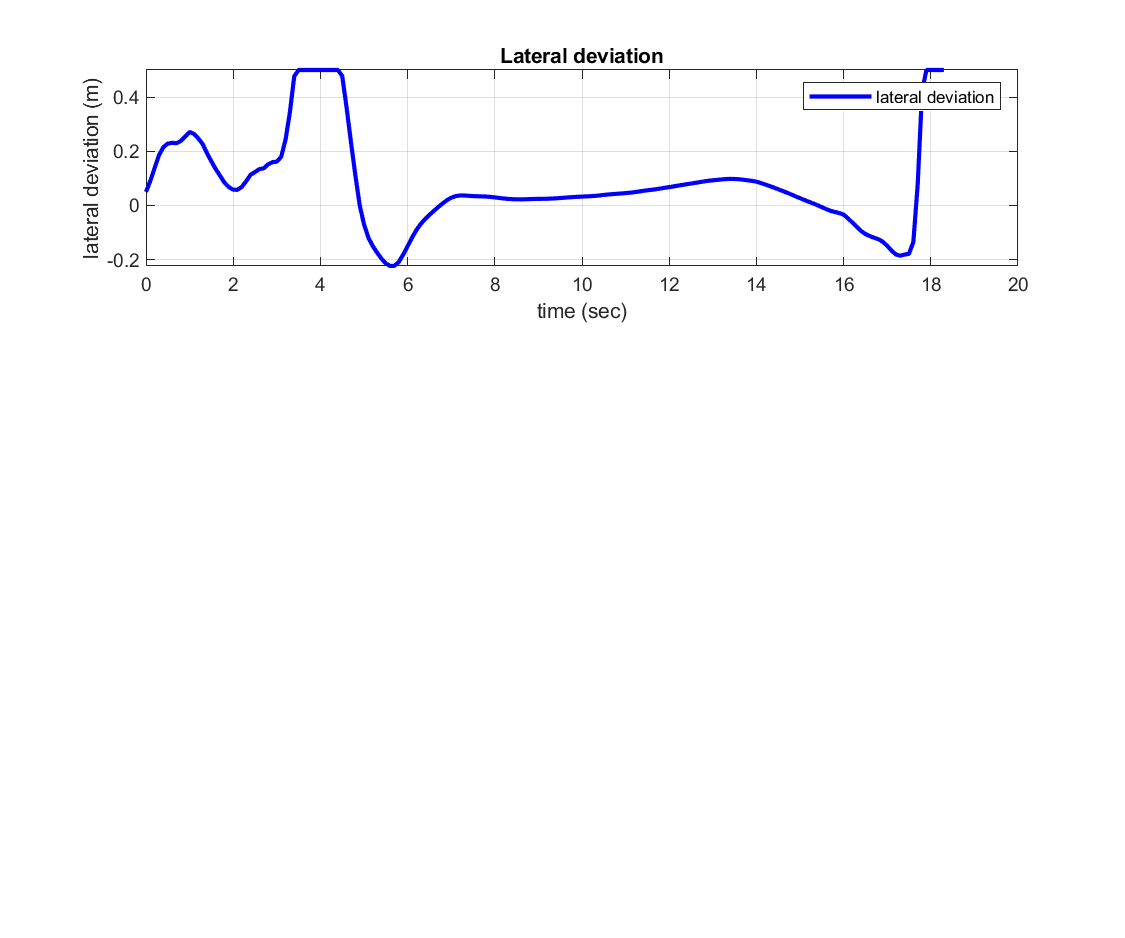 Lateral deviation
lateral deviation (m)
0.4
0.2
0
-0.2
lateral deviation
0 2 4 6 8 10 12 14 16 18 20
time (sec)